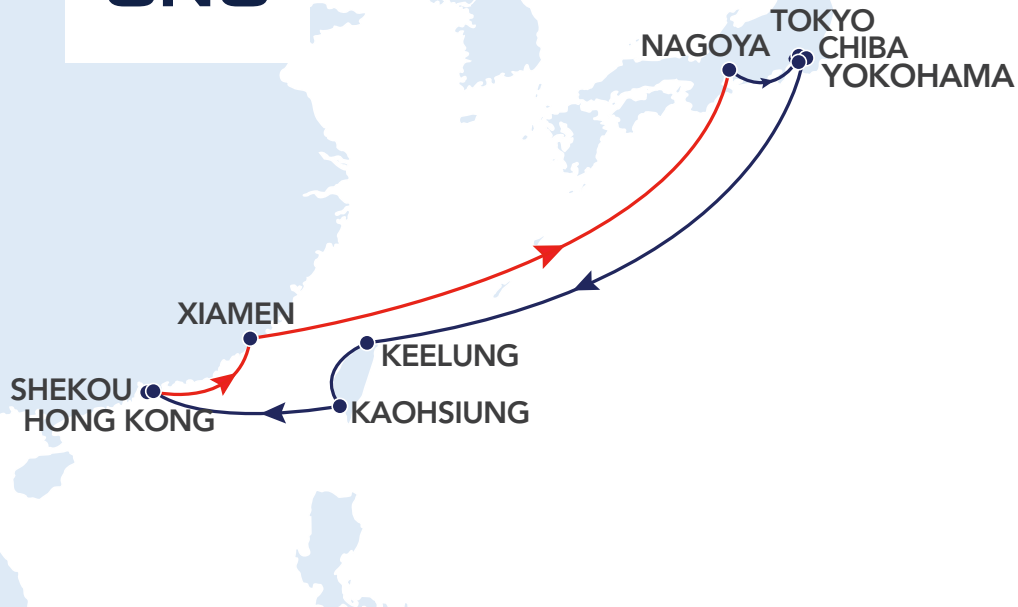 TOKYO
NAGOYA
CHIBA
YOKOHAMA
XIAMEN
KEELUNG
SHEKOU
KAOHSIUNG
HONG KONG